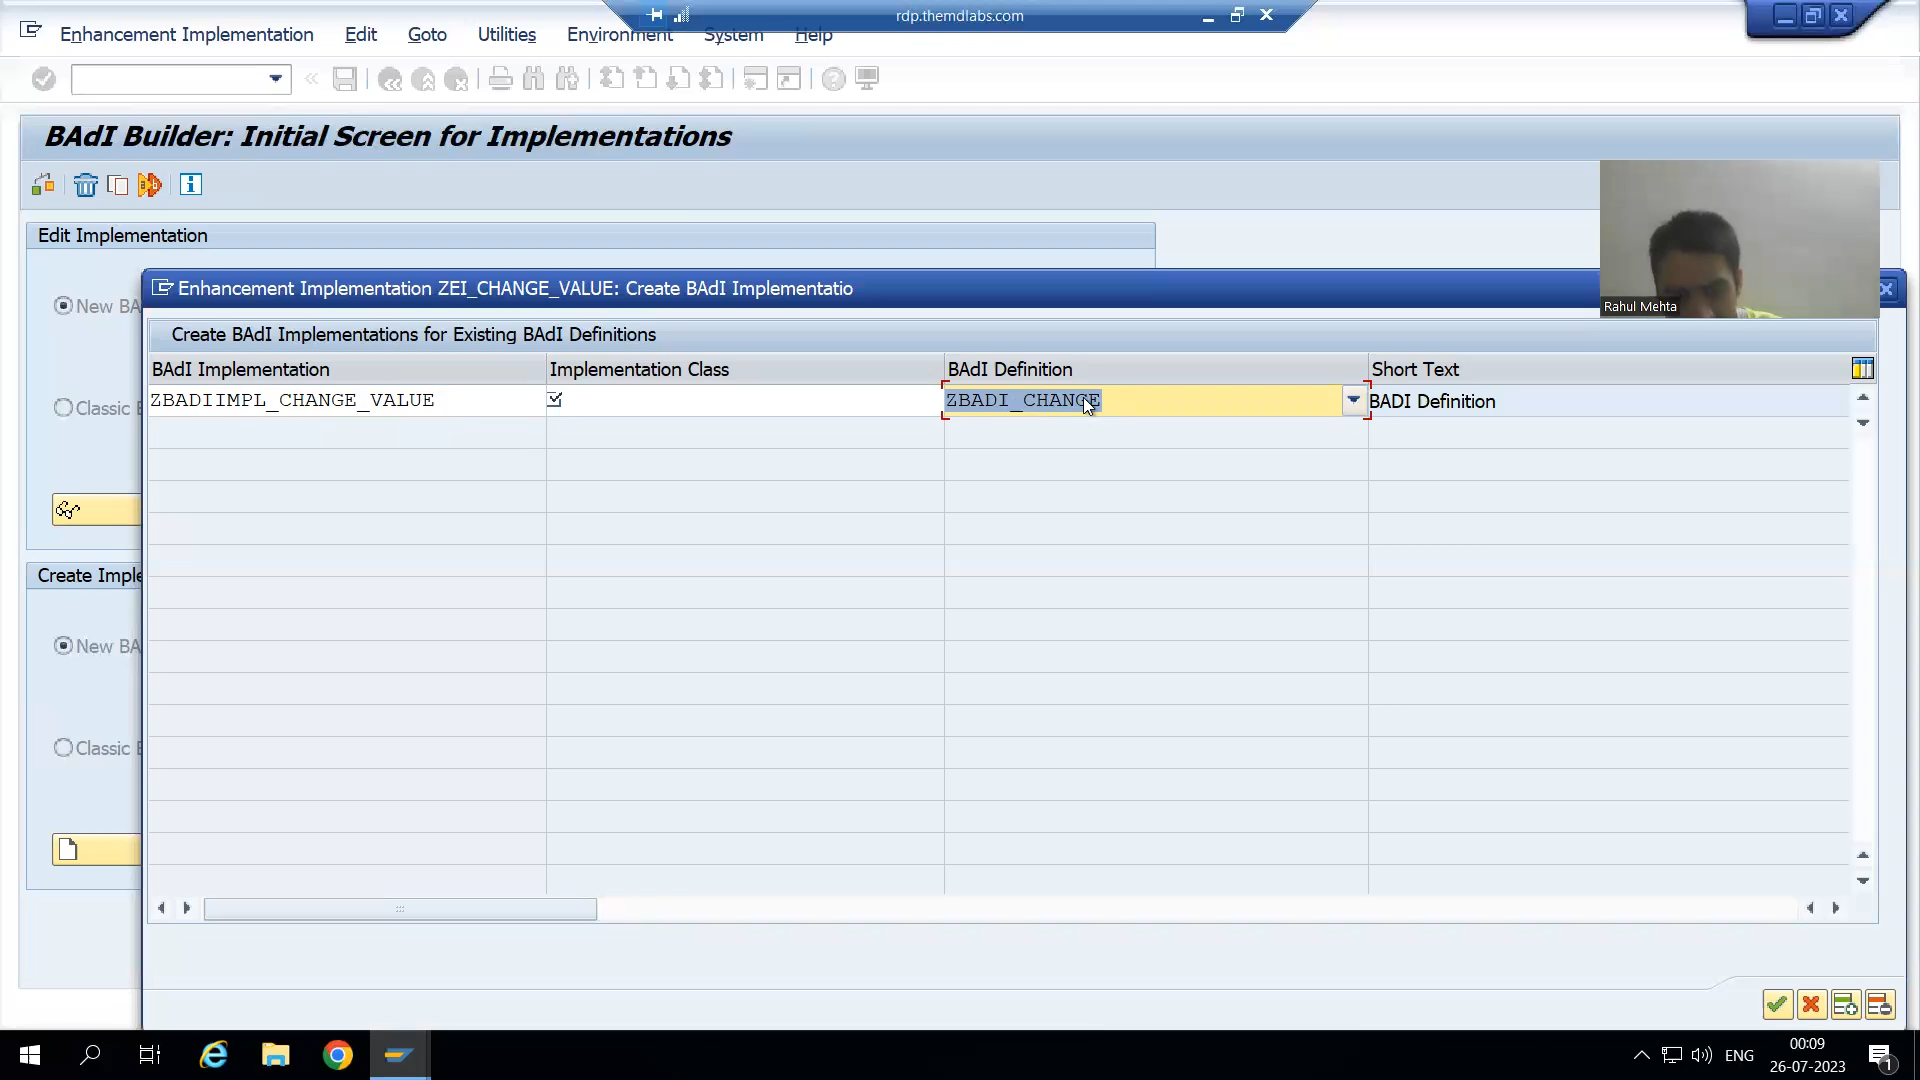 rdp.themdlabs.com
Enhancement Implementation Edit Goto Utilities Environment System Help
BAdI Builder: Initial Screen for Implementations
Edit Implementation
Rahul Mehta
Enhancement Implementation ZEI_CHANGE_VALUE: Create BAdI Implementatio
New BA
Create BAdI Implementations for Existing BAdI Definitions
BAdI Implementation Implementation Class BAdI Definition Short Text
ZBADIIMPL_CHANGE_VALUE ZBADI_CHANGE BADI Definition
Classic B
Create Imple
New BA
Classic E
ENG
00:09
26-07-2023
1